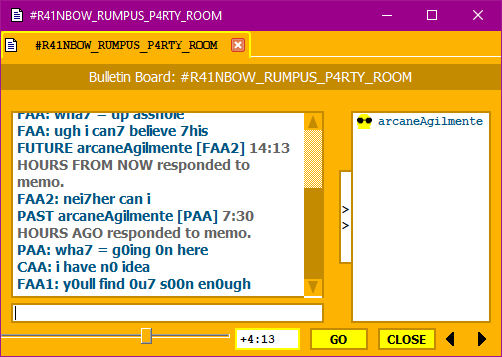 #R41NBOW_RUMPUS_P4RTY_ROOM
#R41NBOW_RUMPUS_P4RTY_ROOM
Bulletin Board: #R41NBOW_RUMPUS_P4RTY_ROOM
FAA: wha7 = up assh0le
FAA: ugh i can7 believe 7his
FUTURE arcaneAgilmente [FAA2] 14:13
HOURS FROM NOW responded to
memo.
FAA2: nei7her can i
PAST arcaneAgilmente [PAA] 7:30
HOURS AGO responded to memo.
PAA: wha7 = g0ing 0n here
CAA: i have n0 idea
FAA1: y0ull find 0u7 s00n en0ugh
arcaneAgilmente
>
>
+4:13
GO
CLOSE